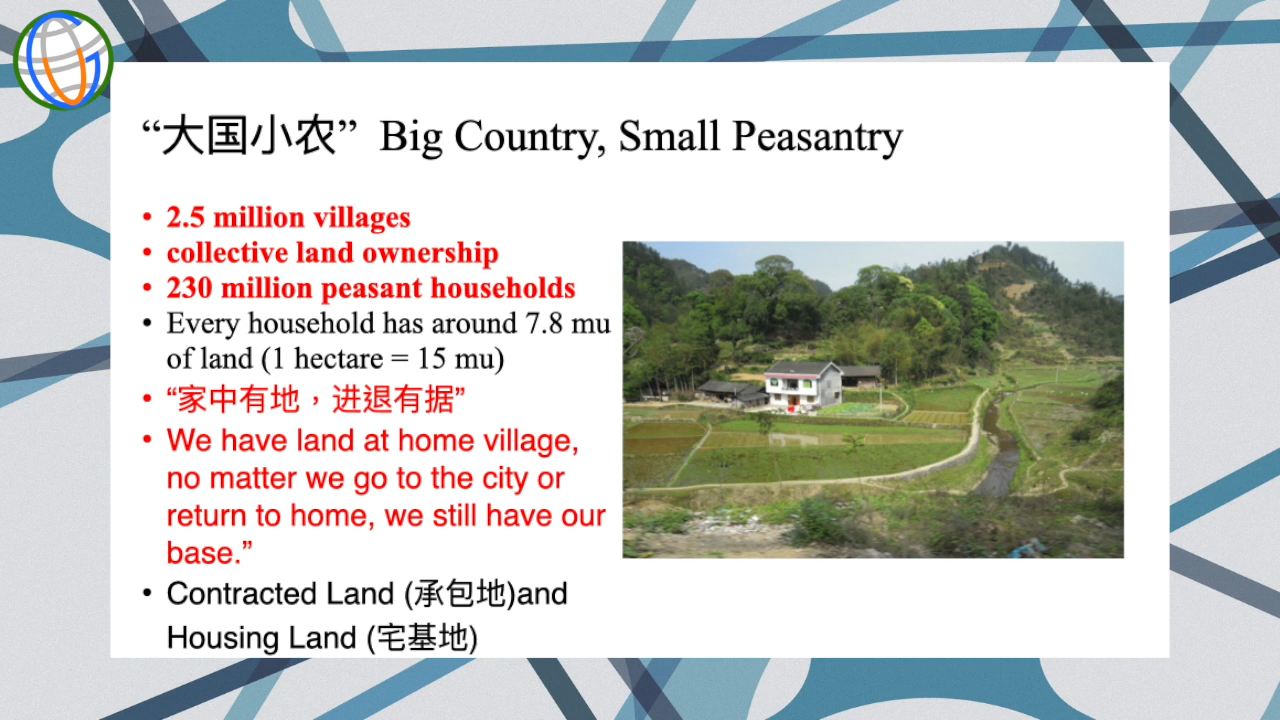 “大国小农” Big Country, Small Peasantry
• 2.5 million villages
• collective land ownership
• 230 million peasant households
• Every household has around 7.8 mu
of land (1 hectare = 15 mu)
• “家中有地，进退有据”
• We have land at home village,
no matter we go to the city or
return to home, we still have our
base.”
• Contracted Land (承包地)and
Housing Land (宅基地)